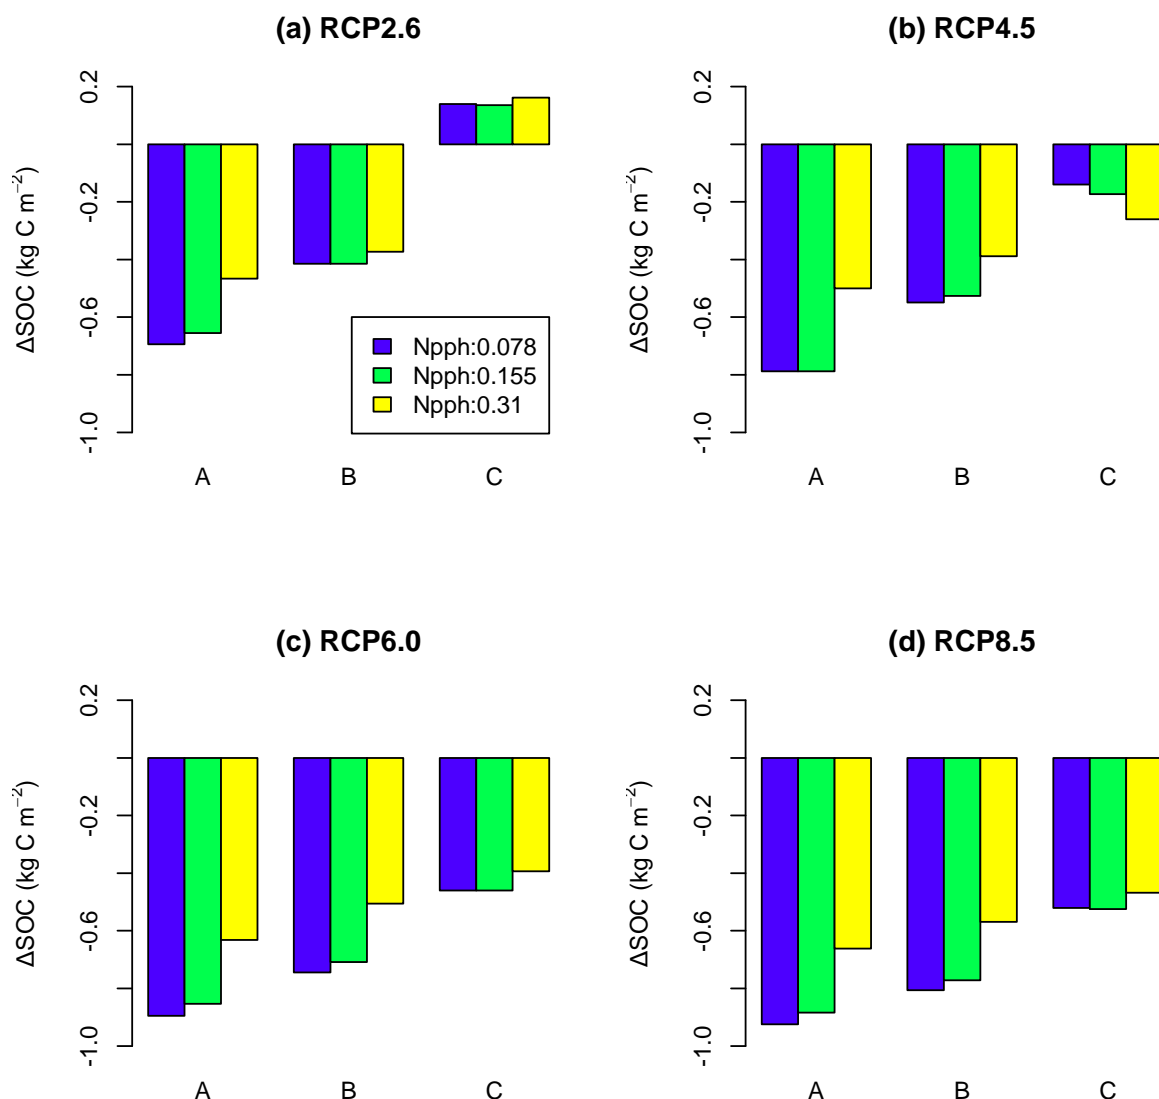 (a) RCP2.6
ΔSOC (kg C m⁻²)
0.2
-0.2
-0.6
-1.0
Npph:0.078
Npph:0.155
Npph:0.31
A B C
(b) RCP4.5
ΔSOC (kg C m⁻²)
0.2
-0.2
-0.6
-1.0
A B C
(c) RCP6.0
ΔSOC (kg C m⁻²)
0.2
-0.2
-0.6
-1.0
A B C
(d) RCP8.5
ΔSOC (kg C m⁻²)
0.2
-0.2
-0.6
-1.0
A B C